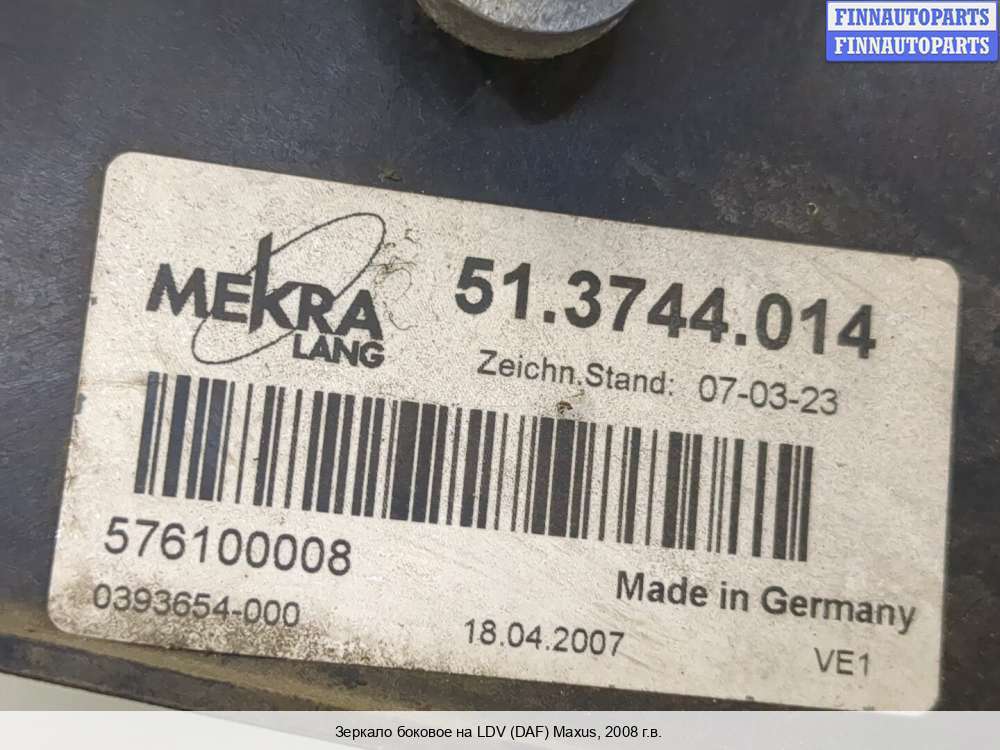 FINNAUTOPARTS
FINNAUTOPARTS
MEKRA
LANG
51.3744.014
Zeichn.Stand: 07-03-23
576100008
0393654-000
Made in Germany
18.04.2007
VE1
Зеркало боковое на LDV (DAF) Maxus, 2008 г.в.